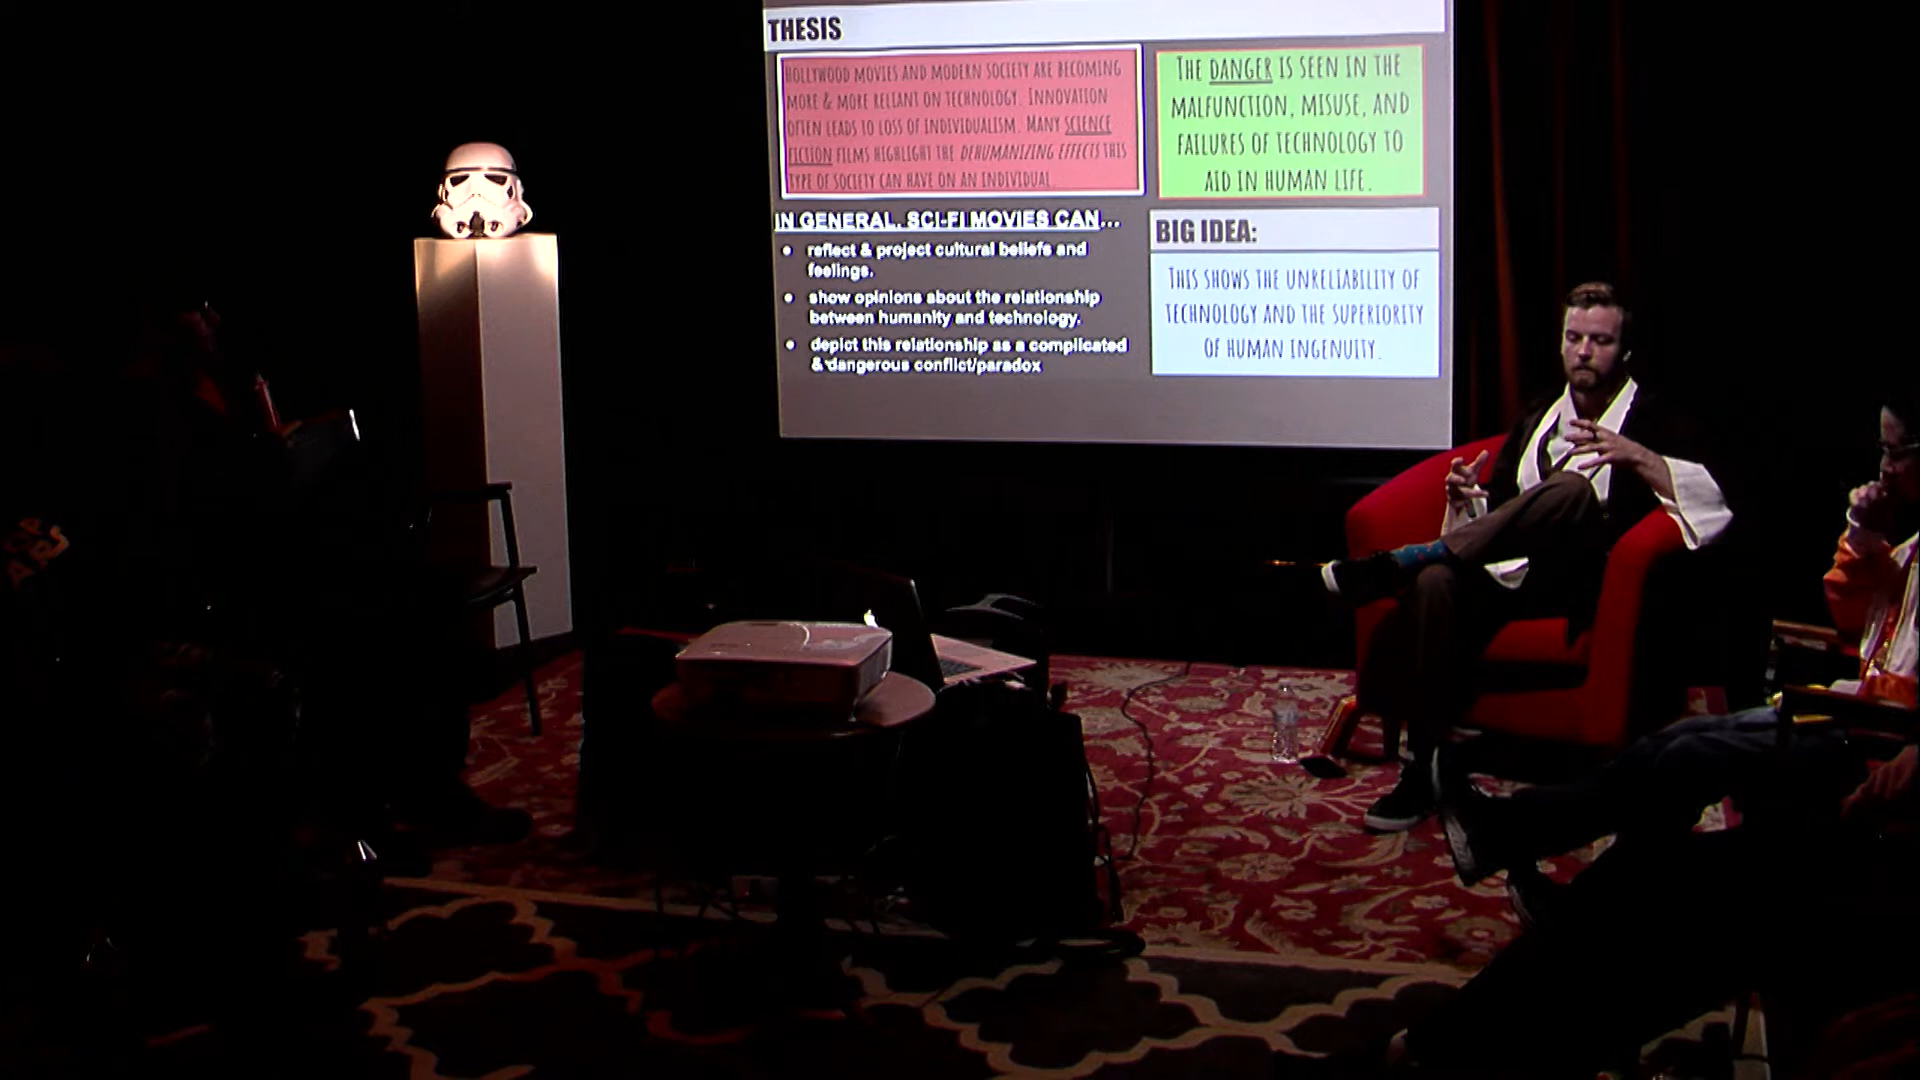 THESIS
HOLLYWOOD MOVIES AND MODERN SOCIETY ARE BECOMING
MORE & MORE RELIANT ON TECHNOLOGY. INNOVATION
OFTEN LEADS TO LOSS OF INDIVIDUALISM. MANY SCIENCE
FICTION FILMS HIGHLIGHT THE DEHUMANIZING EFFECTS THIS
TYPE OF SOCIETY CAN HAVE ON AN INDIVIDUAL.
THE DANGER IS SEEN IN THE
MALFUNCTION, MISUSE, AND
FAILURES OF TECHNOLOGY TO
AID IN HUMAN LIFE.
IN GENERAL, SCI-FI MOVIES CAN...
• reflect & project cultural beliefs and
feelings.
• show opinions about the relationship
between humanity and technology.
• depict this relationship as a complicated
& dangerous conflict/paradox
BIG IDEA:
THIS SHOWS THE UNRELIABILITY OF
TECHNOLOGY AND THE SUPERIORITY
OF HUMAN INGENUITY.